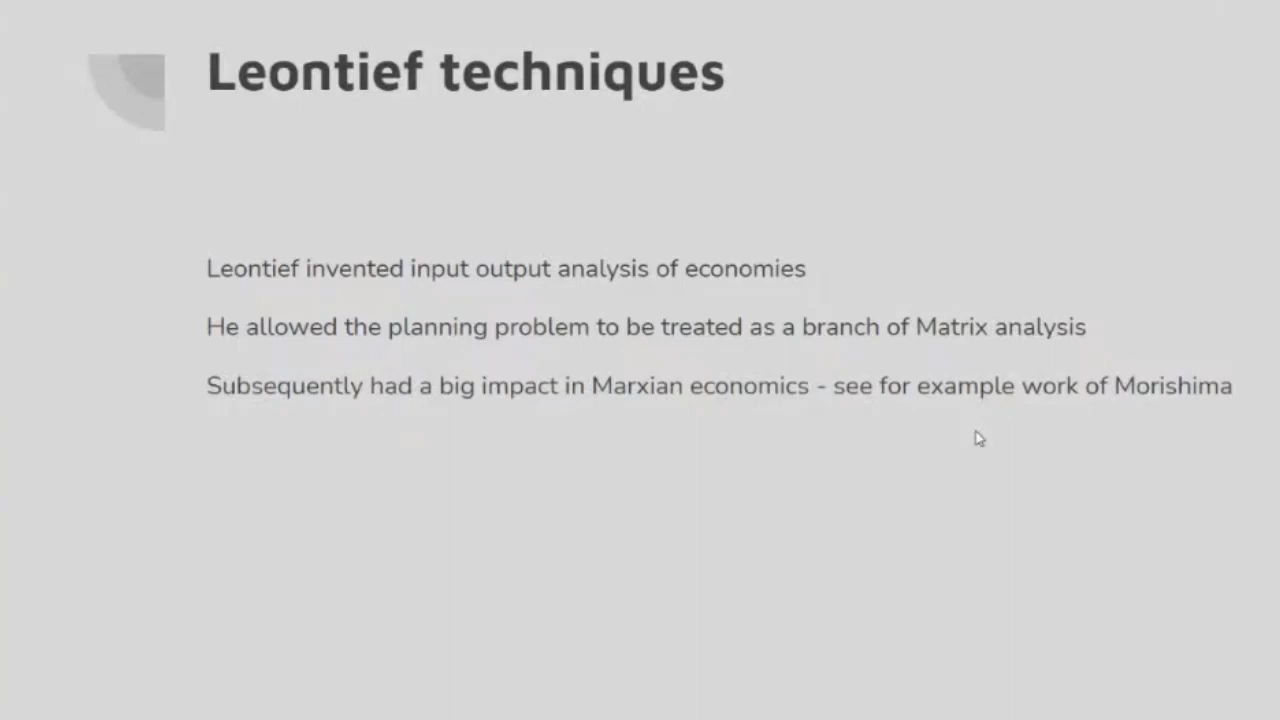 Leontief techniques
Leontief invented input output analysis of economies
He allowed the planning problem to be treated as a branch of Matrix analysis
Subsequently had a big impact in Marxian economics - see for example work of Morishima